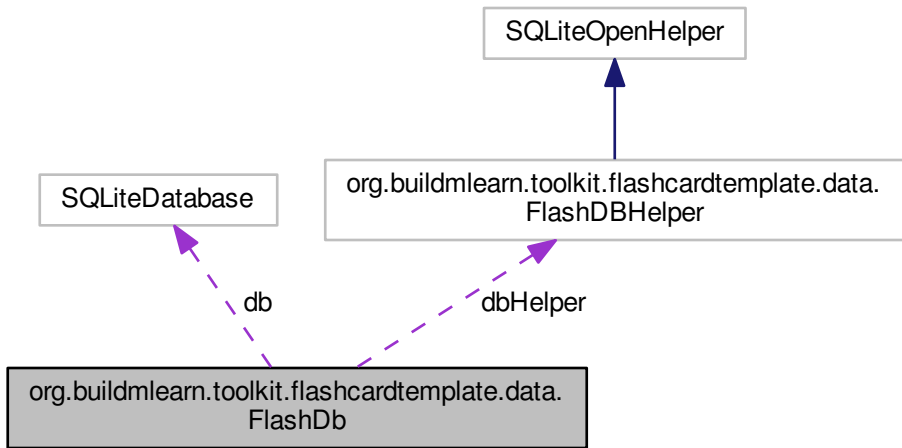 SQLiteOpenHelper
org.buildmlearn.toolkit.flashcardtemplate.data.
FlashDBHelper
SQLiteDatabase
db
dbHelper
org.buildmlearn.toolkit.flashcardtemplate.data.
FlashDb